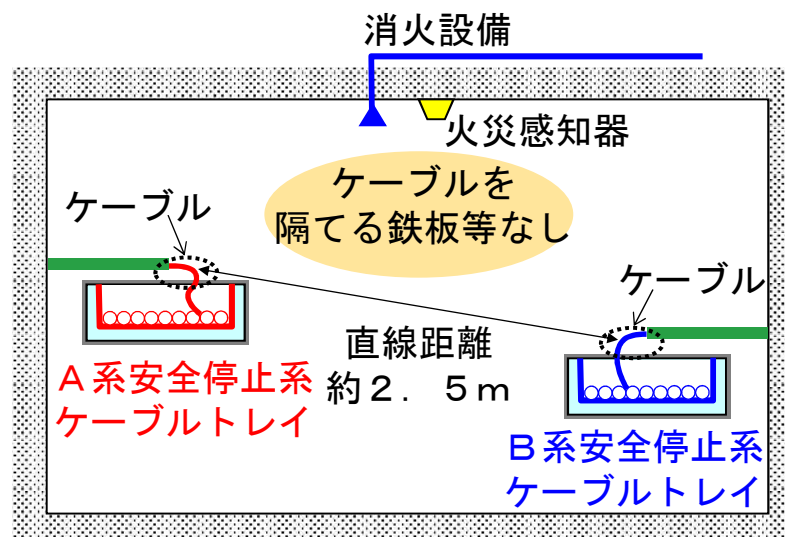 消火設備
火災感知器
ケーブルを
隔てる鉄板等なし
ケーブル
ケーブル
直線距離
約２．５ｍ
Ａ系安全停止系
ケーブルトレイ
Ｂ系安全停止系
ケーブルトレイ